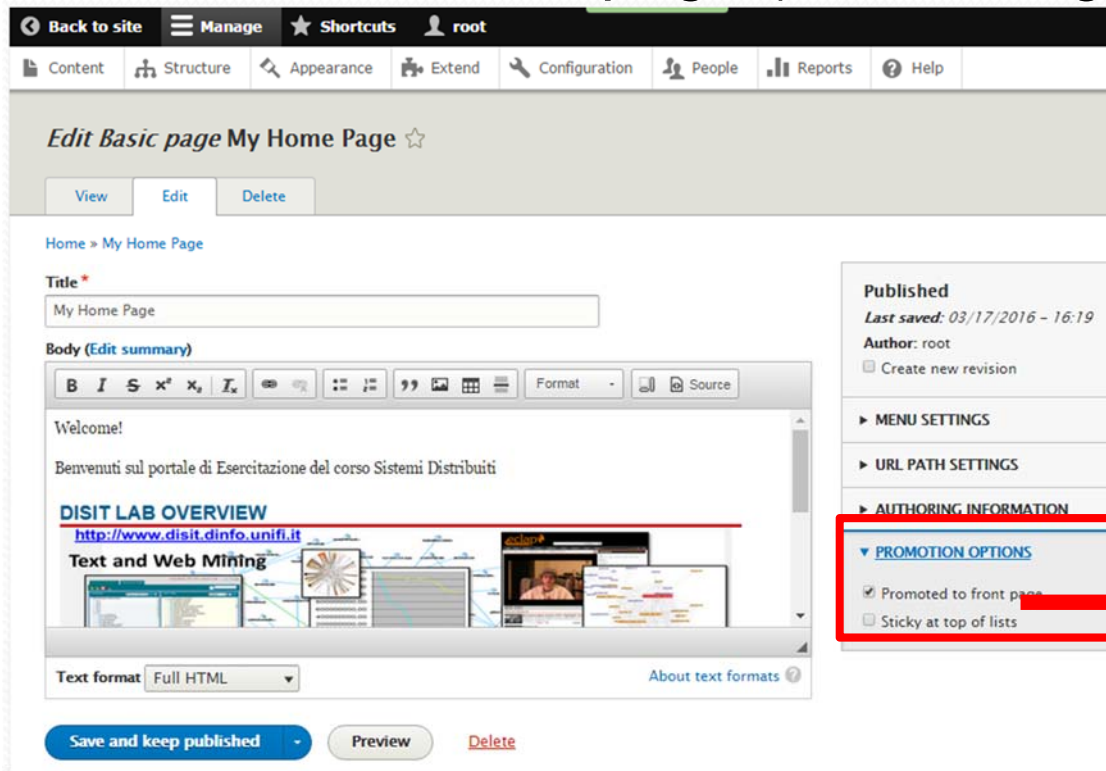 Back to site Manage Shortcuts root
Content Structure Appearance Extend Configuration People Reports Help
Edit Basic page My Home Page
View Edit Delete
Home » My Home Page
Title *
My Home Page
Body (Edit summary)
B I S x² x₂ Tx Format Source
Welcome!
Benvenuti sul portale di Esercitazione del corso Sistemi Distribuiti
DISIT LAB OVERVIEW
http://www.disit.dinfo.unifi.it
Text and Web Mining
Text format Full HTML About text formats
Save and keep published Preview Delete
Published
Last saved: 03/17/2016 - 16:19
Author: root
Create new revision
MENU SETTINGS
URL PATH SETTINGS
AUTHORING INFORMATION
PROMOTION OPTIONS
Promoted to front page
Sticky at top of lists